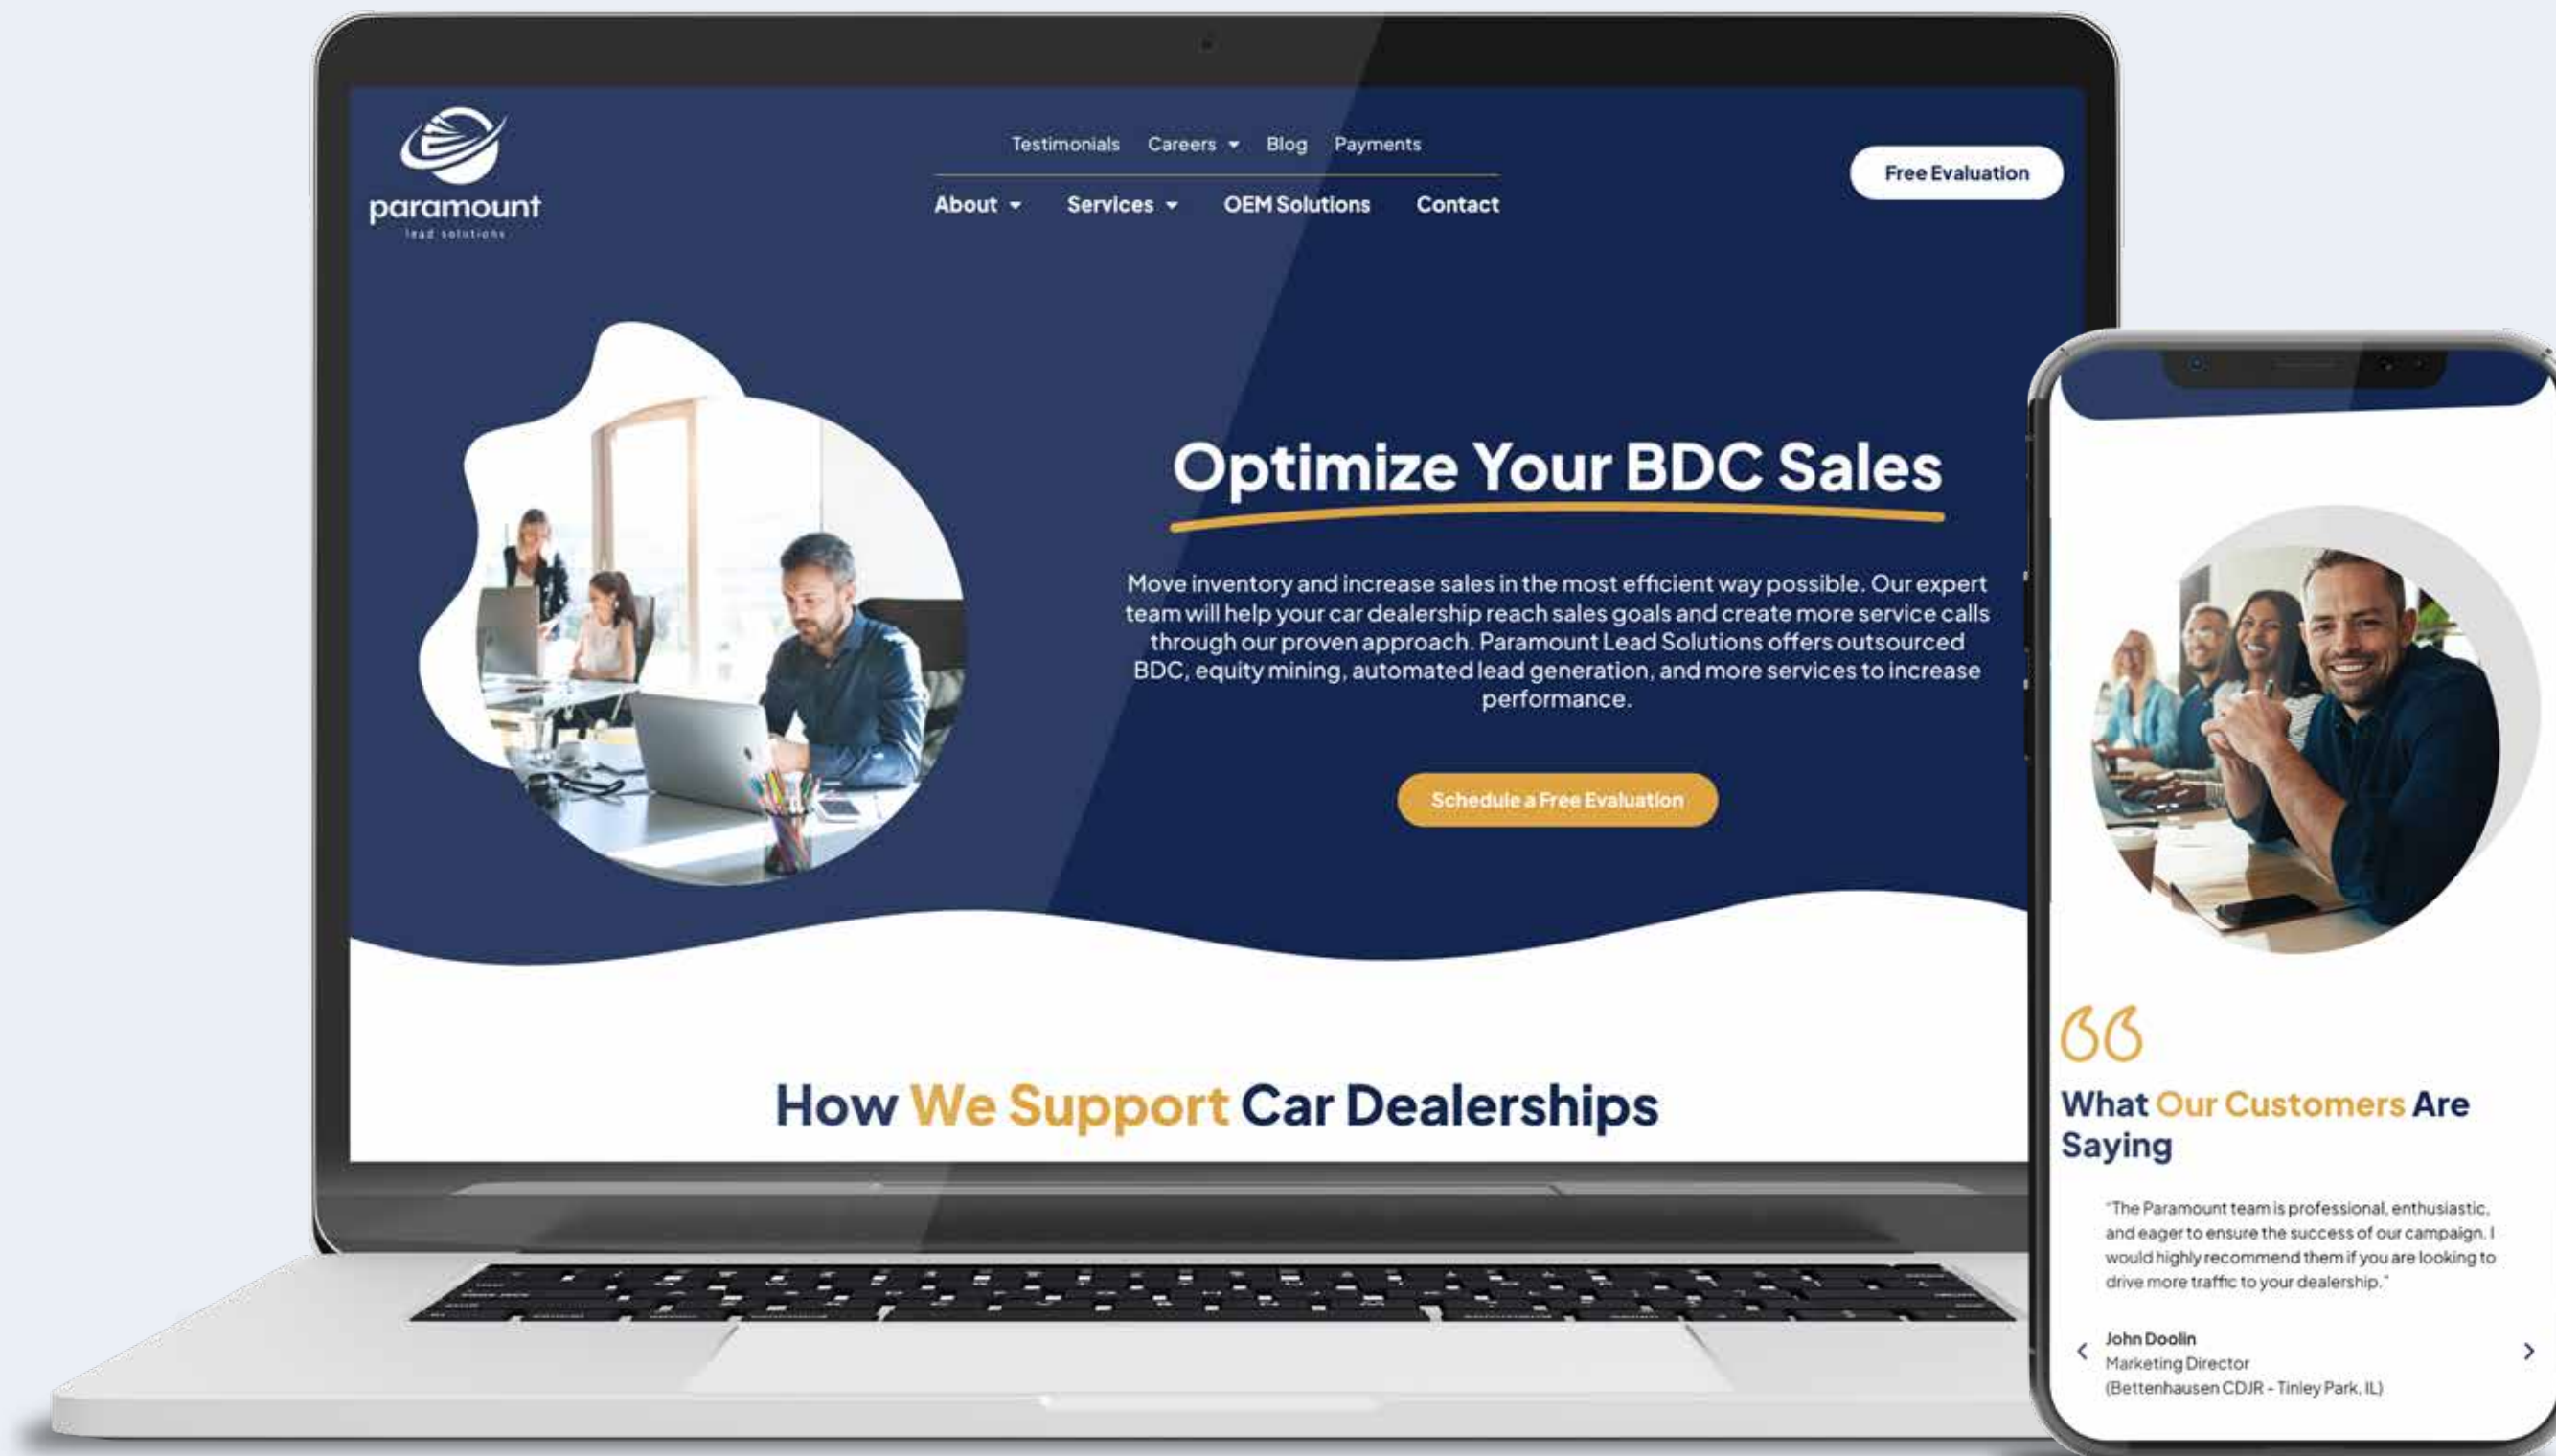 paramount
lead solutions
Testimonials Careers Blog Payments
About Services OEM Solutions Contact
Free Evaluation
Optimize Your BDC Sales
Move inventory and increase sales in the most efficient way possible. Our expert
team will help your car dealership reach sales goals and create more service calls
through our proven approach. Paramount Lead Solutions offers outsourced
BDC, equity mining, automated lead generation, and more services to increase
performance.
Schedule a Free Evaluation
How We Support Car Dealerships
What Our Customers Are
Saying
"The Paramount team is professional, enthusiastic,
and eager to ensure the success of our campaign. I
would highly recommend them if you are looking to
drive more traffic to your dealership."
John Doolin
Marketing Director
(Bettenhausen CDJR - Tinley Park, IL)